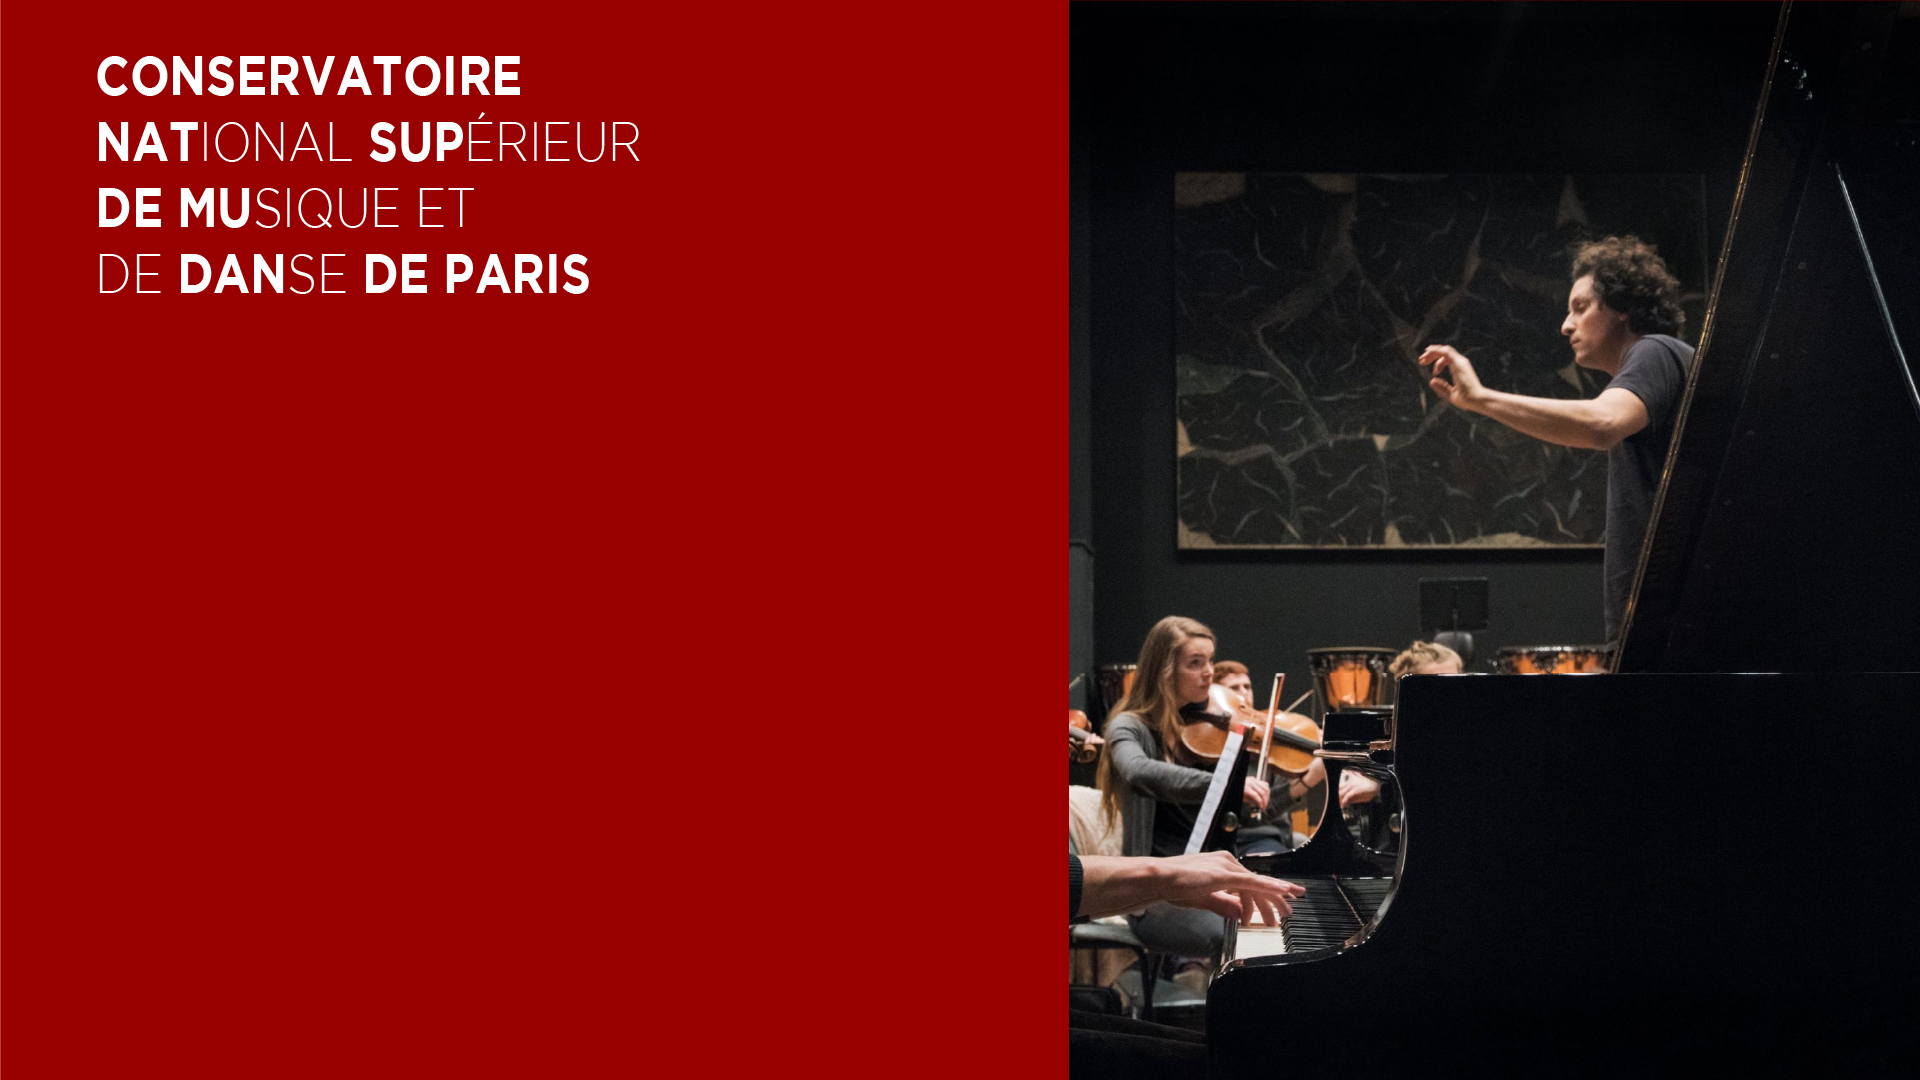 CONSERVATOIRE
NATIONAL SUPÉRIEUR
DE MUSIQUE ET
DE DANSE DE PARIS